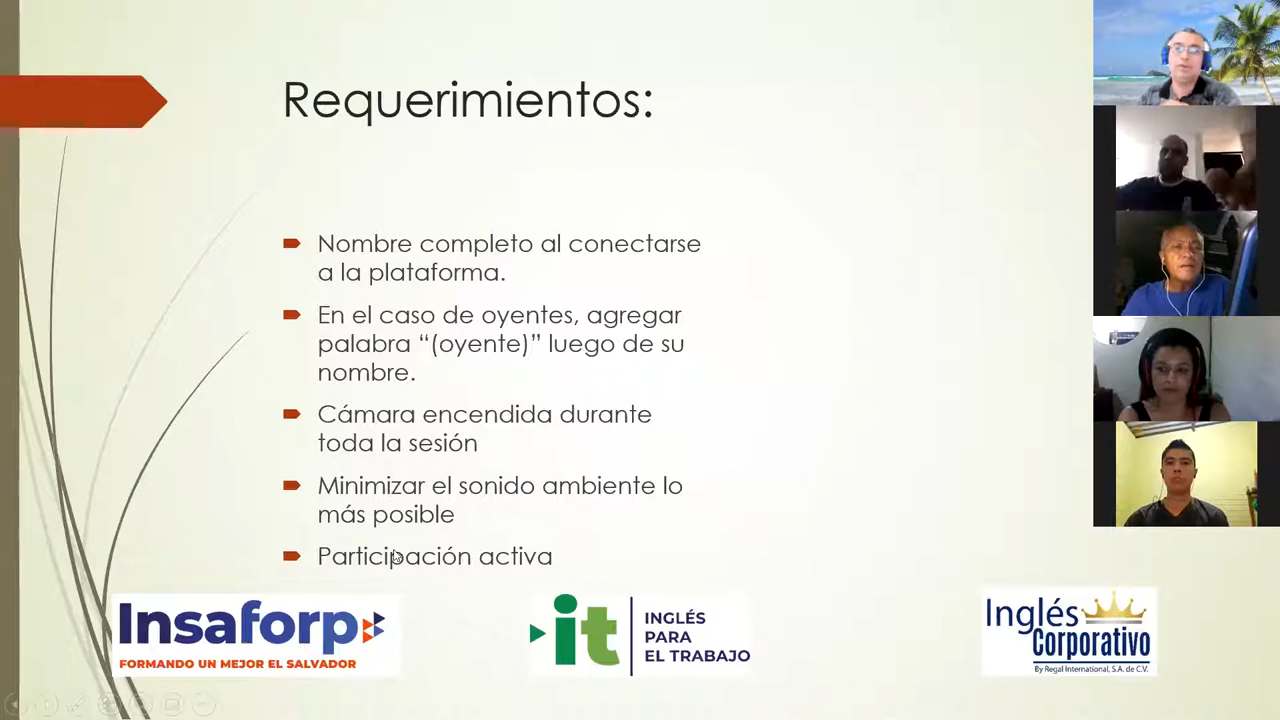 Requerimientos:
Nombre completo al conectarse
a la plataforma.
En el caso de oyentes, agregar
palabra “(oyente)” luego de su
nombre.
Cámara encendida durante
toda la sesión
Minimizar el sonido ambiente lo
más posible
Participación activa
Insaforp
FORMANDO UN MEJOR EL SALVADOR
it
INGLÉS
PARA
EL TRABAJO
Inglés
Corporativo
By Regal International, S.A. de C.V.